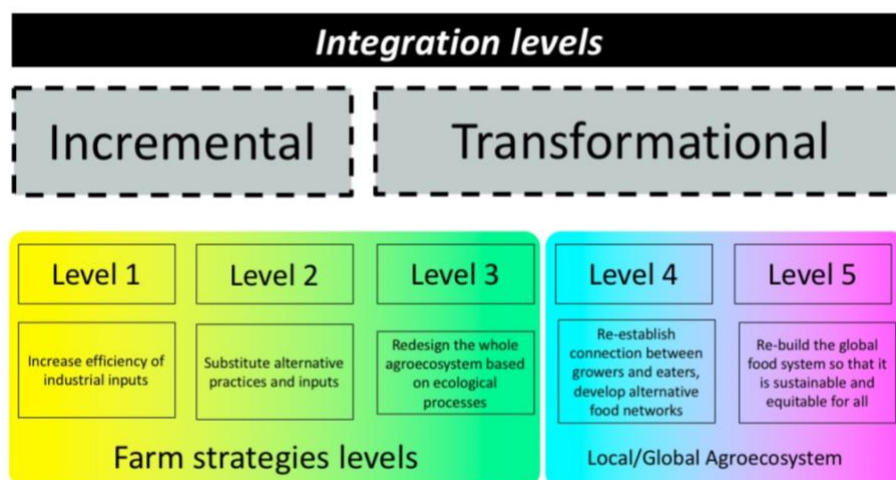 Integration levels
Incremental
Transformational
Level 1
Level 2
Level 3
Level 4
Level 5
Increase efficiency of
industrial inputs
Substitute alternative
practices and inputs
Redesign the whole
agroecosystem based
on ecological
processes
Re-establish
connection between
growers and eaters,
develop alternative
food networks
Re-build the global
food system so that it
is sustainable and
equitable for all
Farm strategies levels
Local/Global Agroecosystem